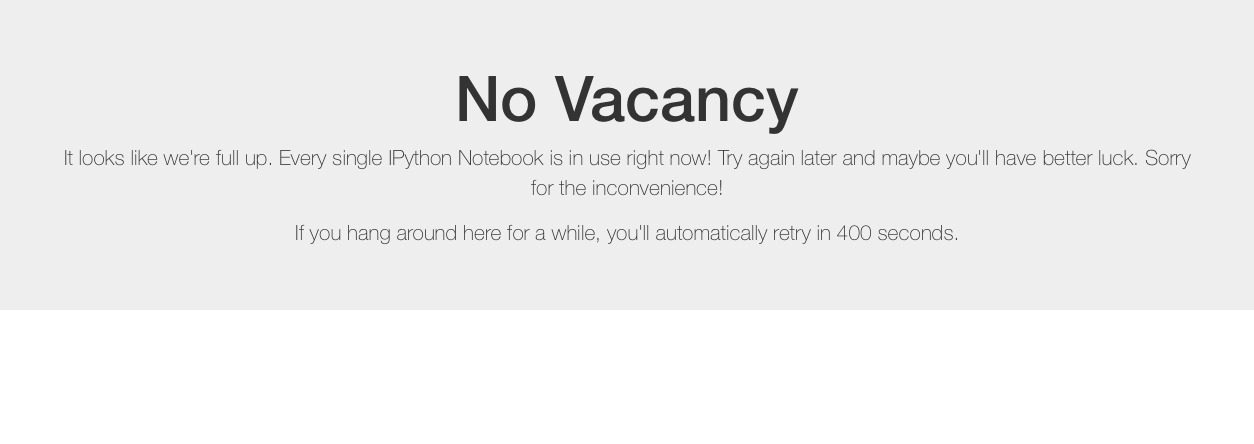 No Vacancy
It looks like we're full up. Every single IPython Notebook is in use right now! Try again later and maybe you'll have better luck. Sorry
for the inconvenience!
If you hang around here for a while, you'll automatically retry in 400 seconds.